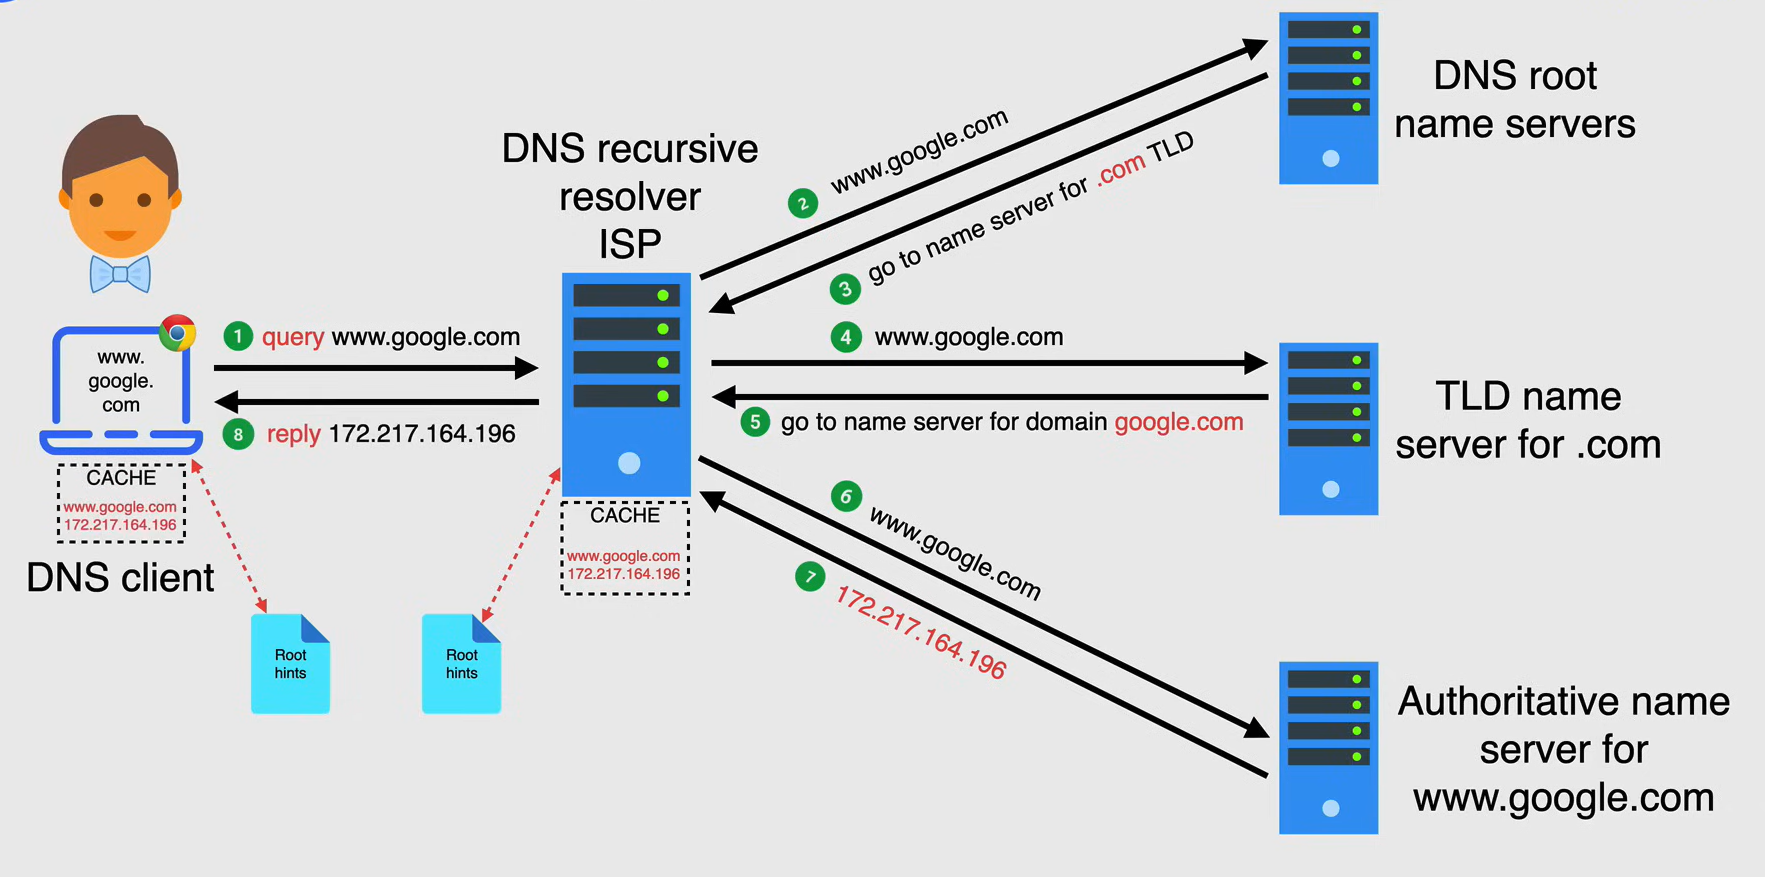 DNS recursive
resolver
ISP
DNS root
name servers
2 www.google.com
3 go to name server for .com TLD
www.
google.
com
1 query www.google.com
8 reply 172.217.164.196
4 www.google.com
5 go to name server for domain google.com
TLD name
server for .com
CACHE
www.google.com
172.217.164.196
DNS client
CACHE
www.google.com
172.217.164.196
6 www.google.com
7 172.217.164.196
Root
hints
Root
hints
Authoritative name
server for
www.google.com